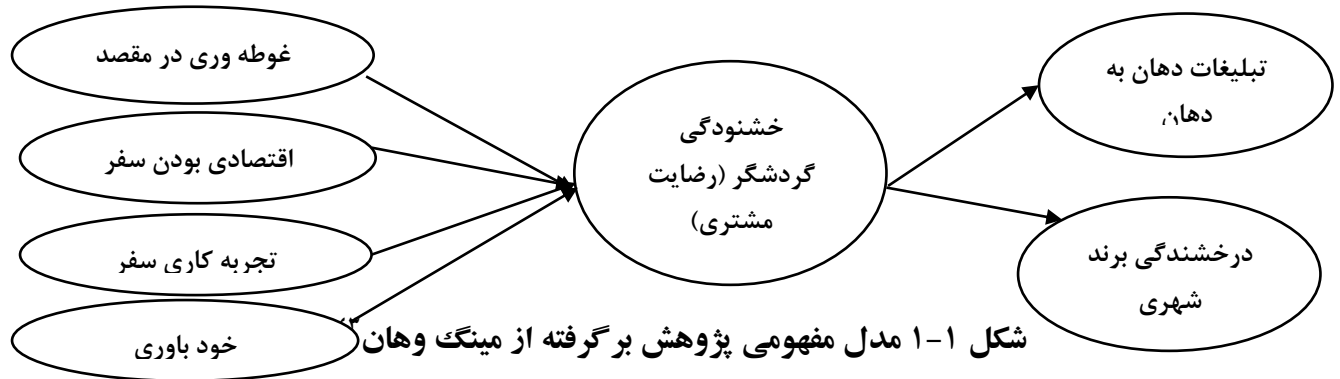 غوطه وری در مقصد
اقتصادی بودن سفر
تجربه کاری سفر
خود باوری
خشنودگی
گردشگر (رضایت
مشتری)
تبلیغات دهان به
دهان
درخشندگی برند
شهری
شکل ۱-۱ مدل مفهومی پژوهش برگرفته از مینگ وهان